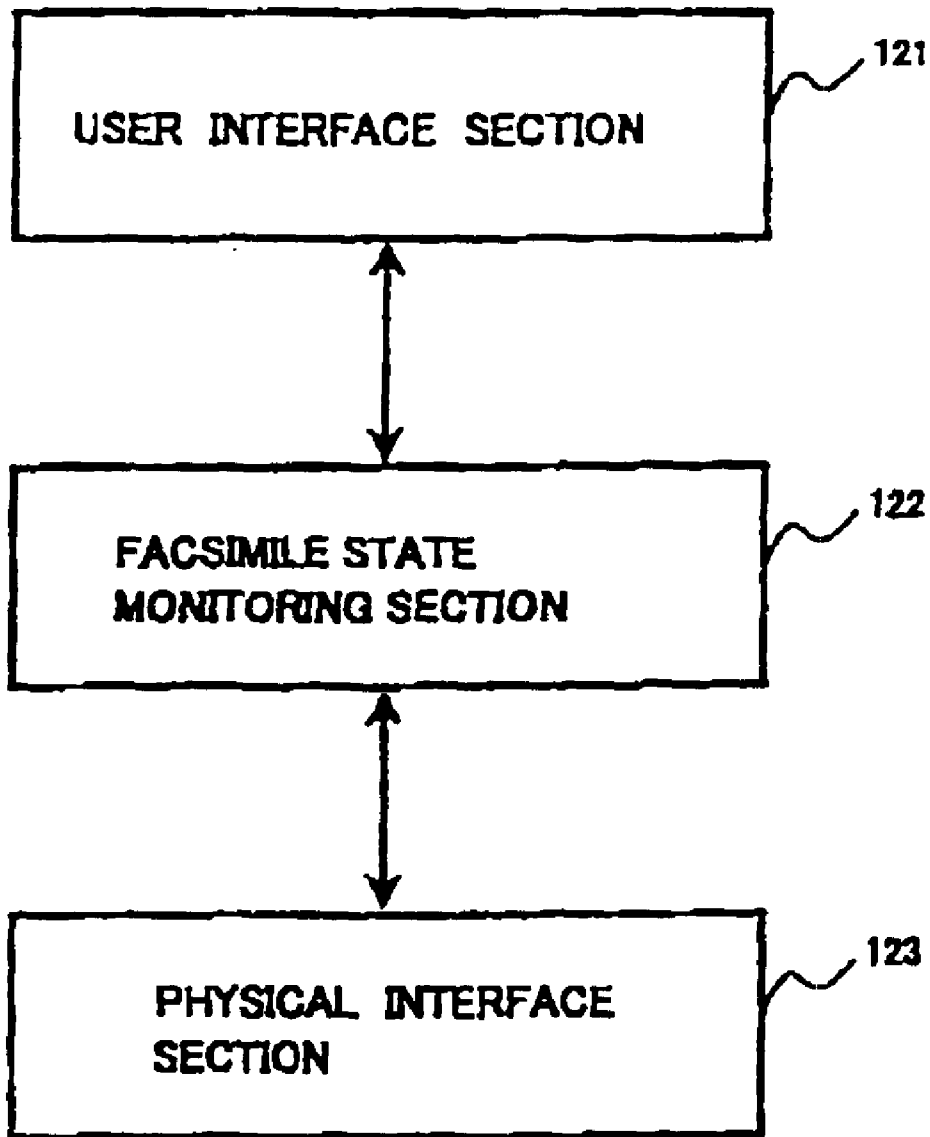 121
USER INTERFACE SECTION
122
FACSIMILE STATE
MONITORING SECTION
123
PHYSICAL INTERFACE
SECTION